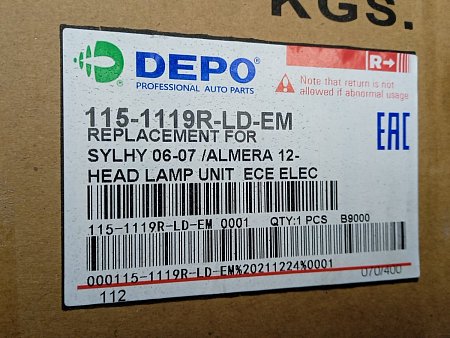 KGS.
DEPO®
PROFESSIONAL AUTO PARTS
R→
Note that return is not
allowed if abnormal usage
115-1119R-LD-EM
REPLACEMENT FOR
SYLHY 06-07 /ALMERA 12-
HEAD LAMP UNIT ECE ELEC
EAC
115-1119R-LD-EM 0001 QTY:1 PCS B9000
000115-1119R-LD-EM%20211224%0001
070/400
112